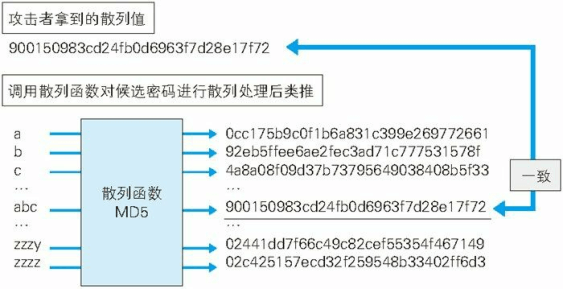 攻击者拿到的散列值
900150983cd24fb0d6963f7d28e17f72
调用散列函数对候选密码进行散列处理后类推
a
0cc175b9c0f1b6a831c399e269772661
b
92eb5ffee6ae2fec3ad71c777531578f
c
4a8a08f09d37b73795649038408b5f33
…
…
一致
散列函数
MD5
abc
900150983cd24fb0d6963f7d28e17f72
…
…
zzzy
02441dd7f66c49c82cef55354f467149
zzzz
02c425157ecd32f259548b33402ff6d3